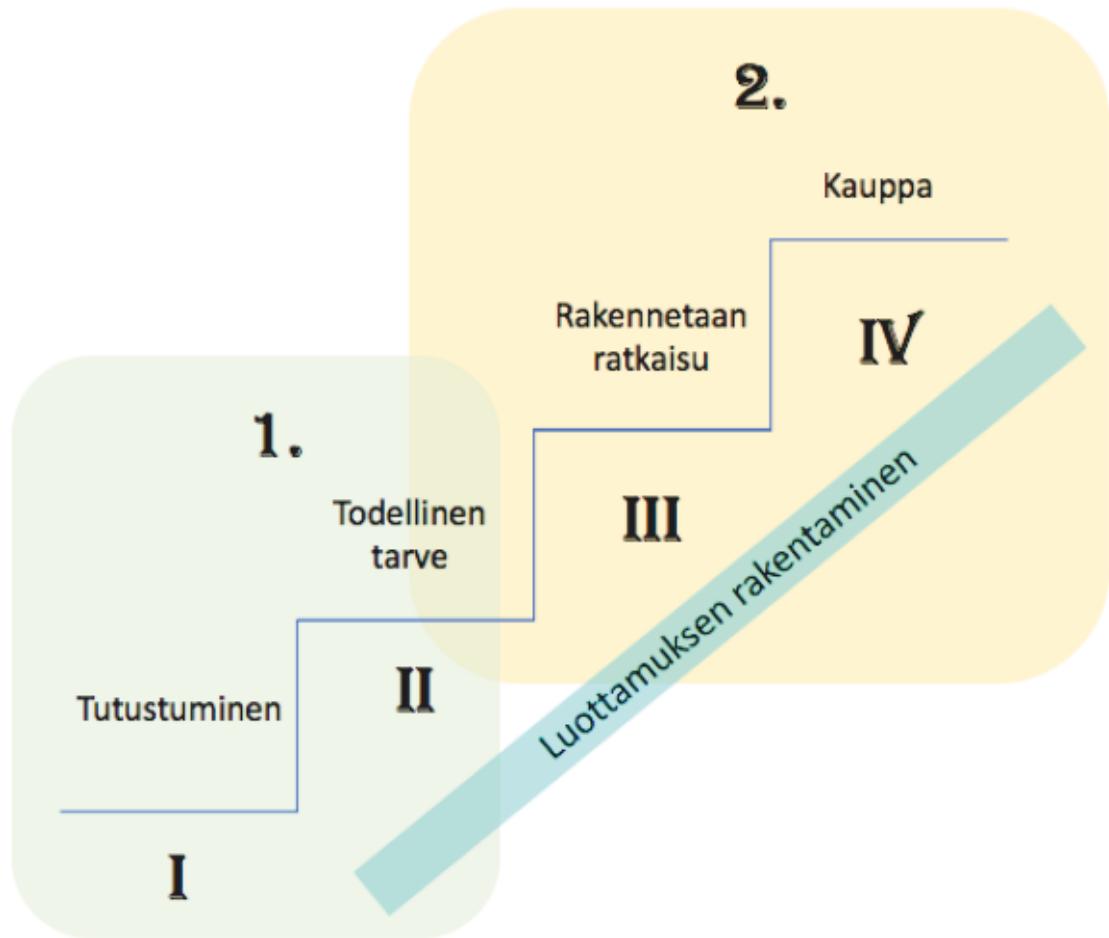 2.
Kauppa
Rakennetaan
ratkaisu
IV
1.
Todellinen
tarve
III
Luottamuksen rakentaminen
Tutustuminen
II
I